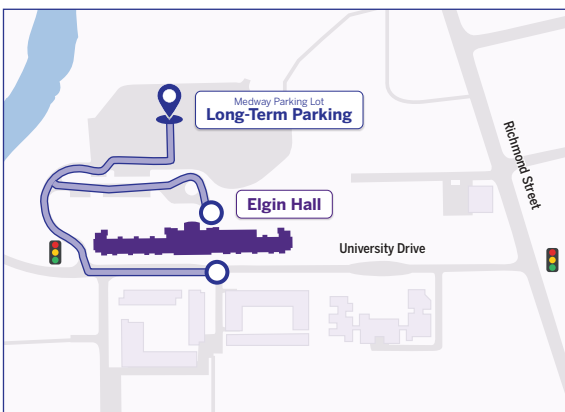 Medway Parking Lot
Long-Term Parking
Richmond Street
Elgin Hall
University Drive